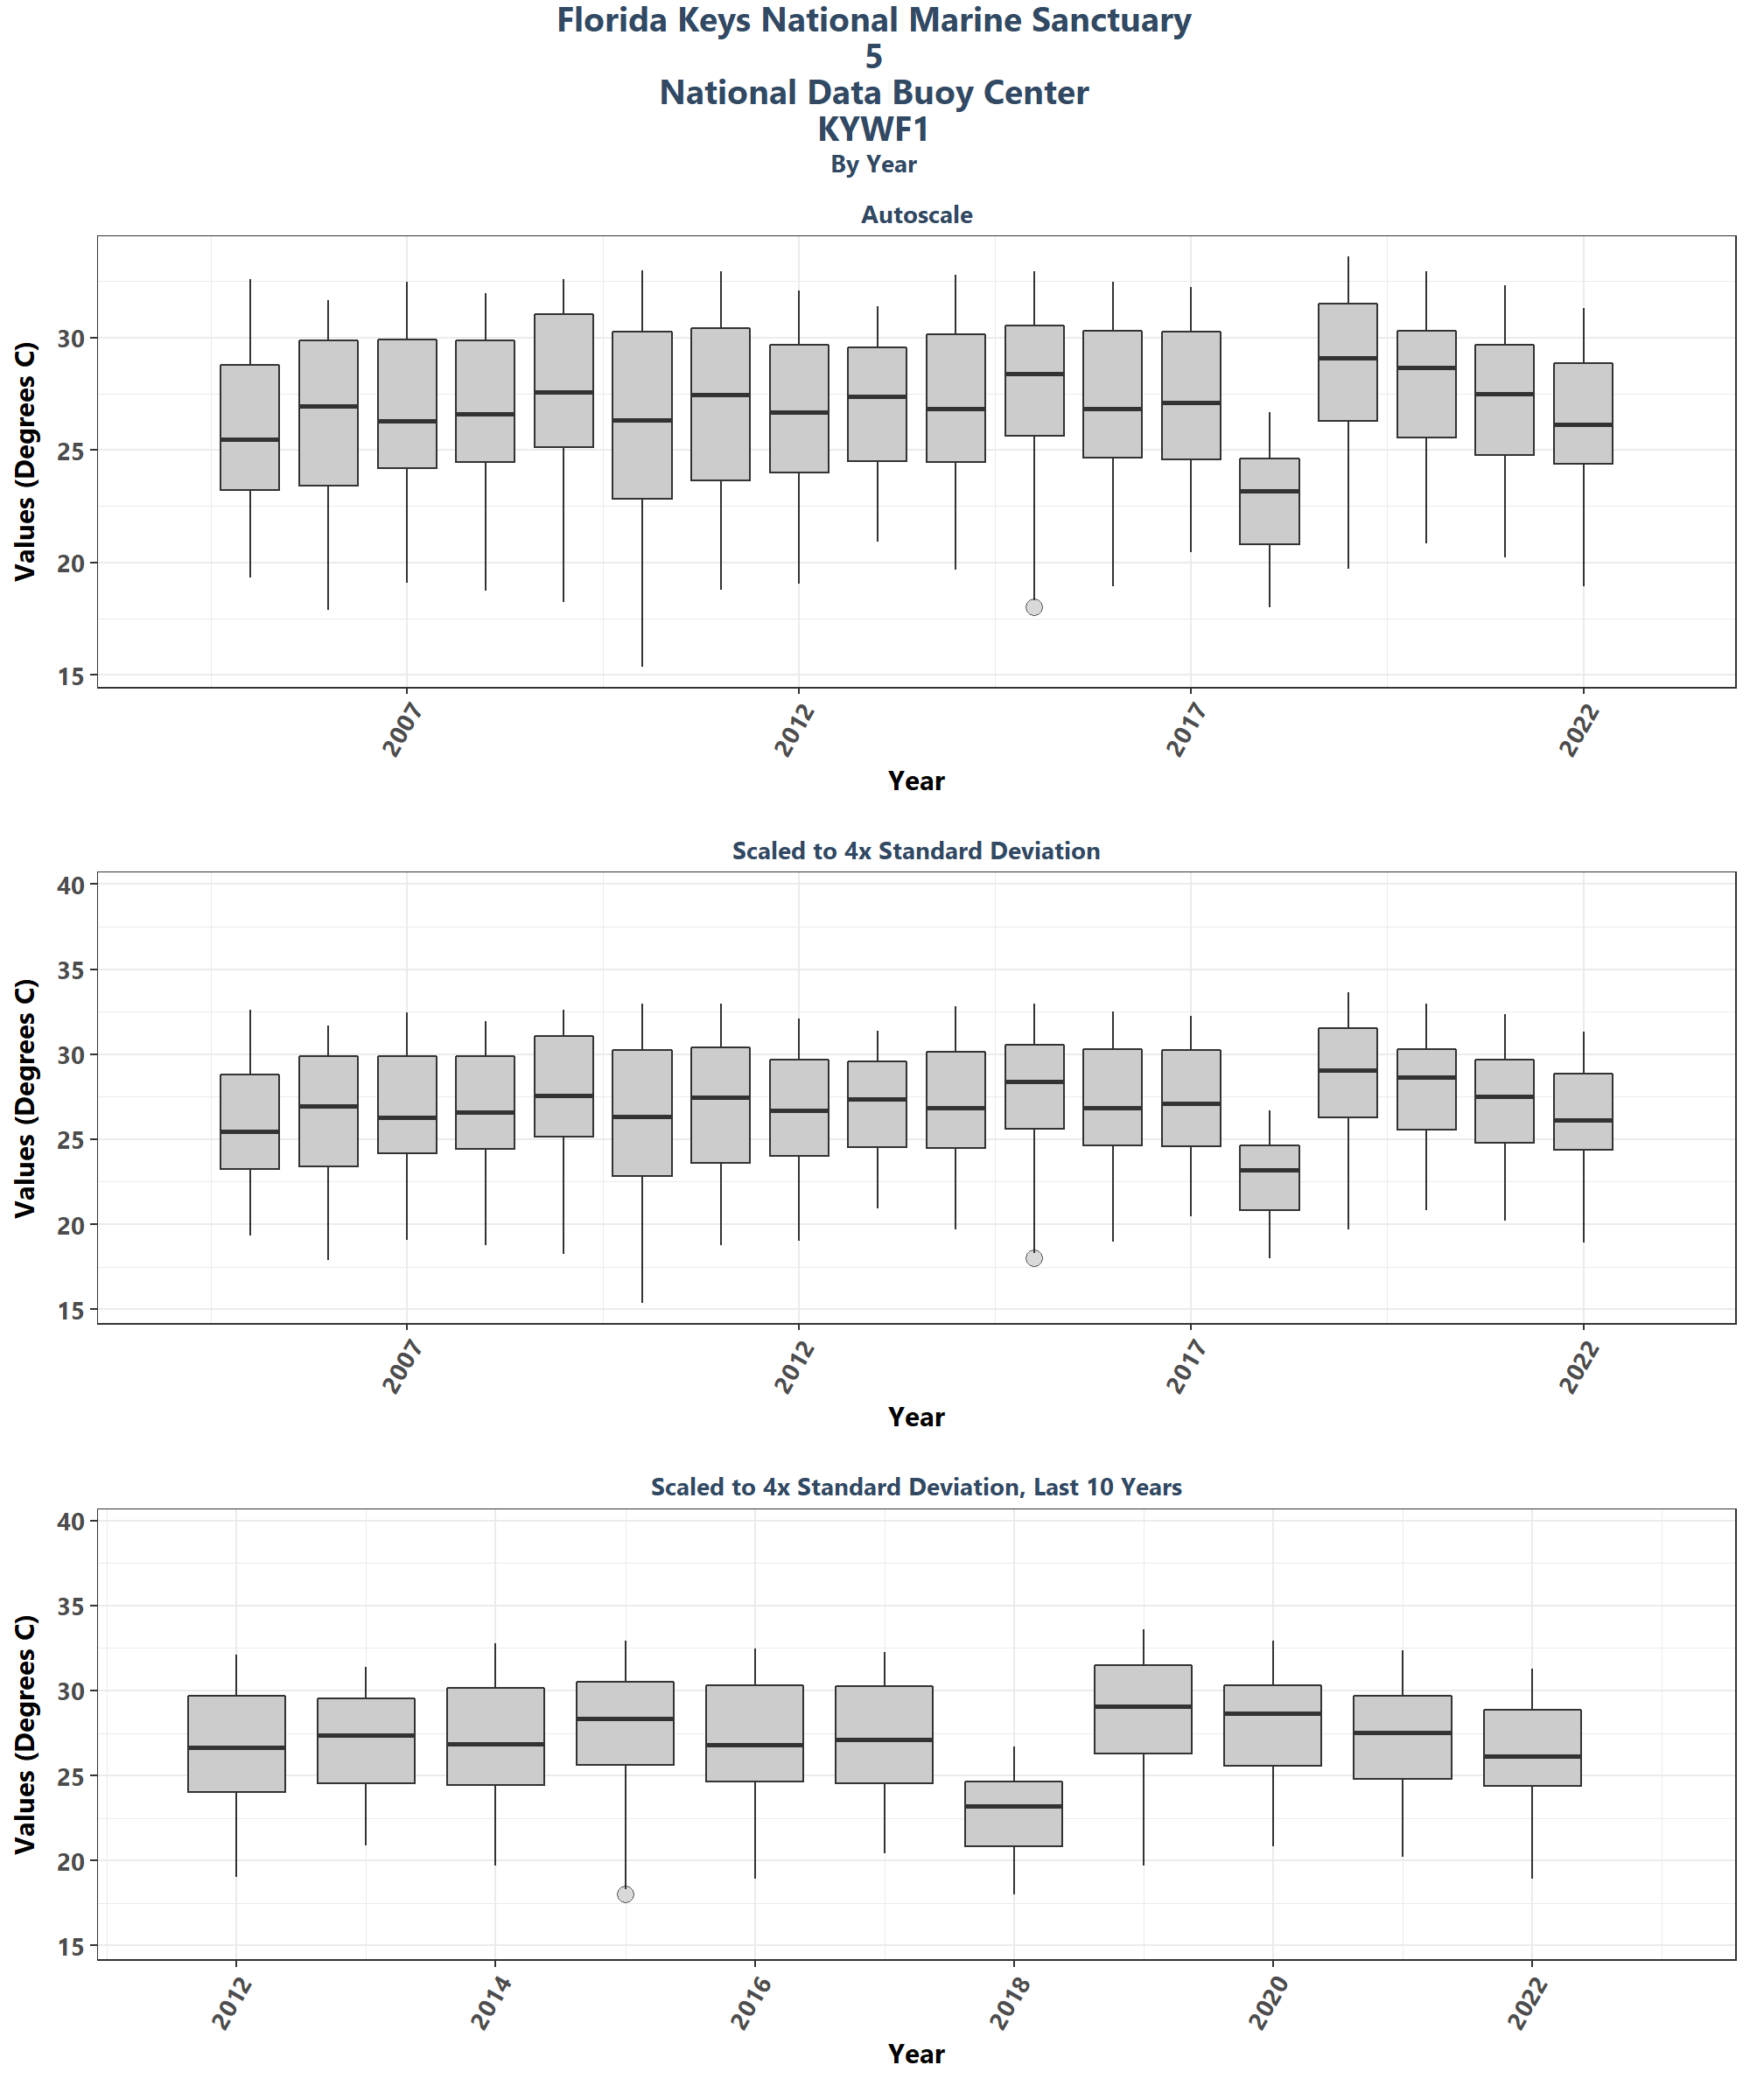 Florida Keys National Marine Sanctuary
5
National Data Buoy Center
KYWF1
By Year
Autoscale
Values (Degrees C)
30
25
20
15
2007
2012
2017
2022
Year
Scaled to 4x Standard Deviation
Values (Degrees C)
40
35
30
25
20
15
2007
2012
2017
2022
Year
Scaled to 4x Standard Deviation, Last 10 Years
Values (Degrees C)
40
35
30
25
20
15
2012
2014
2016
2018
2020
2022
Year